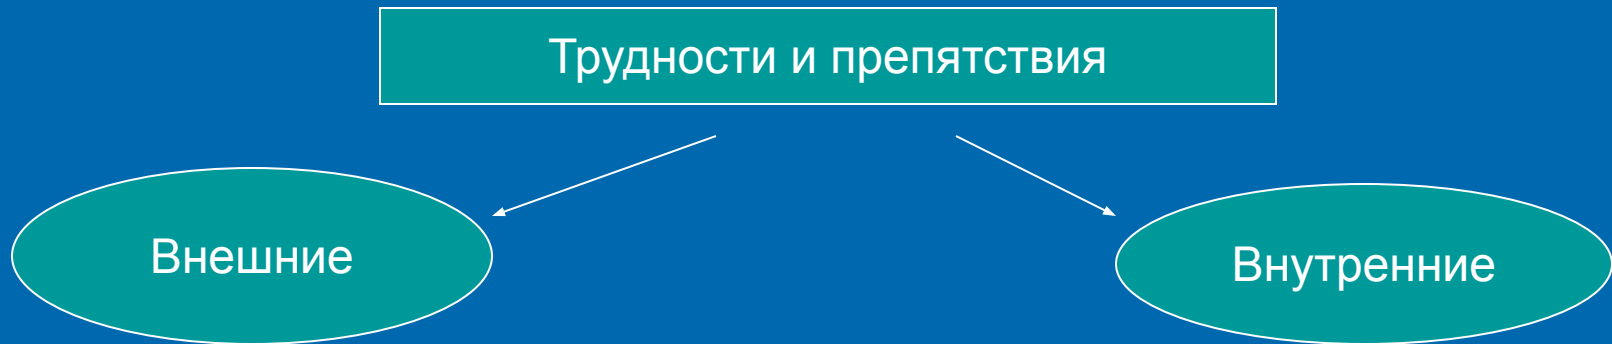 Трудности и препятствия
Внешние
Внутренние